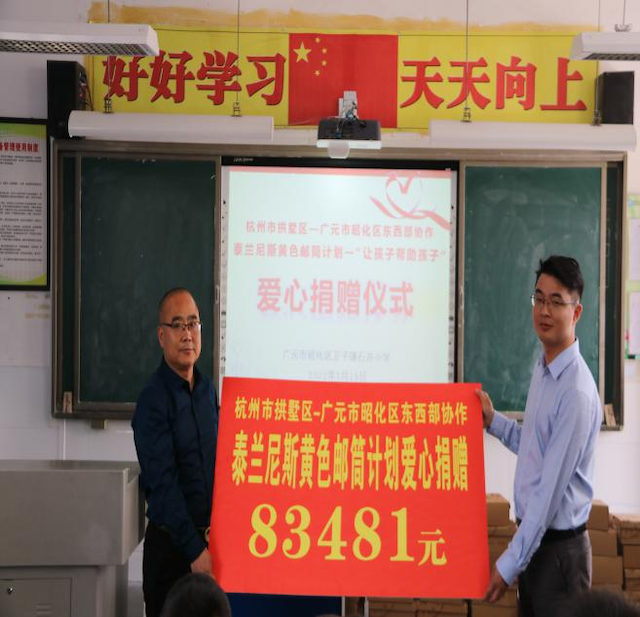 好好学习 天天向上
杭州市拱墅区—广元市昭化区东西部协作
泰兰尼斯黄色邮筒计划—“让孩子帮助孩子”
爱心捐赠仪式
杭州市拱墅区—广元市昭化区东西部协作
泰兰尼斯黄色邮筒计划爱心捐赠
83481元